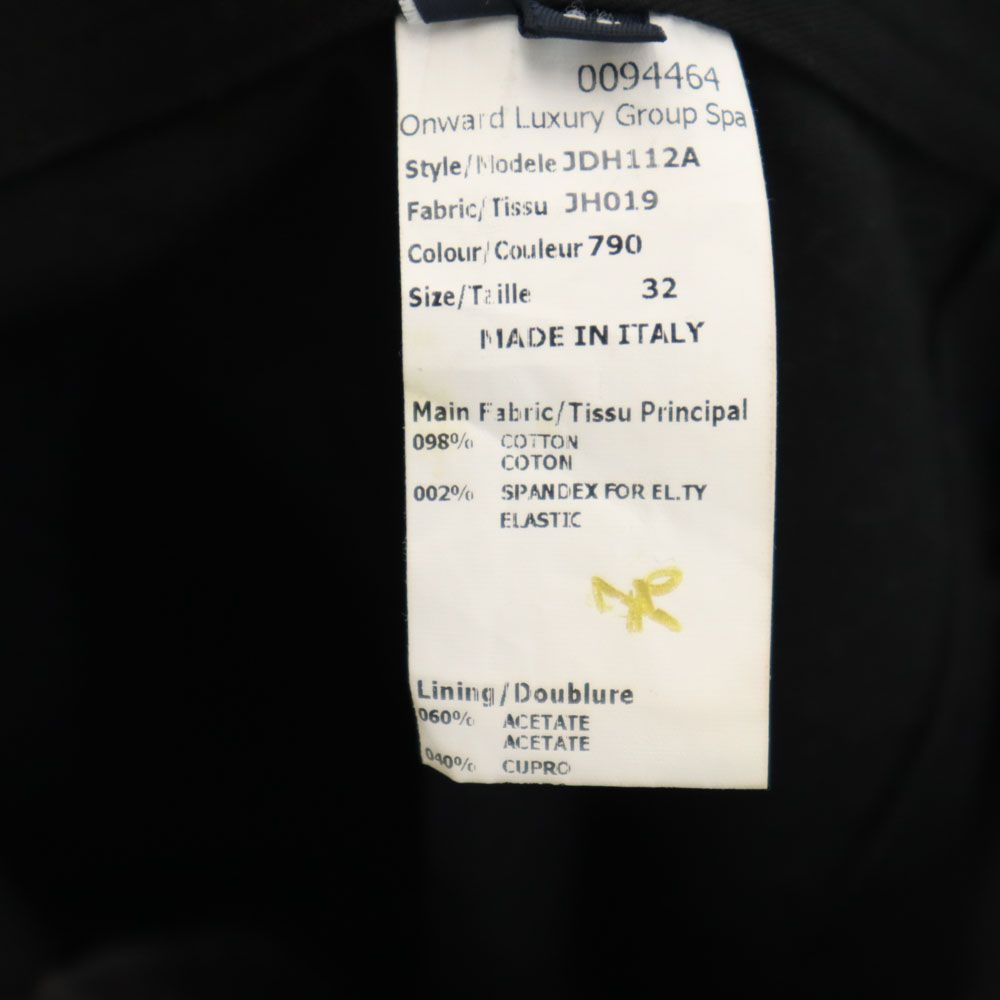 0094464
Onward Luxury Group Spa
Style/Modele JDH112A
Fabric/Tissu JH019
Colour/Couleur 790
Size/Taille 32
MADE IN ITALY
Main Fabric/Tissu Principal
098% COTTON
COTON
002% SPANDEX FOR EL.TY
ELASTIC
Lining/Doublure
060% ACETATE
ACETATE
040% CUPRO